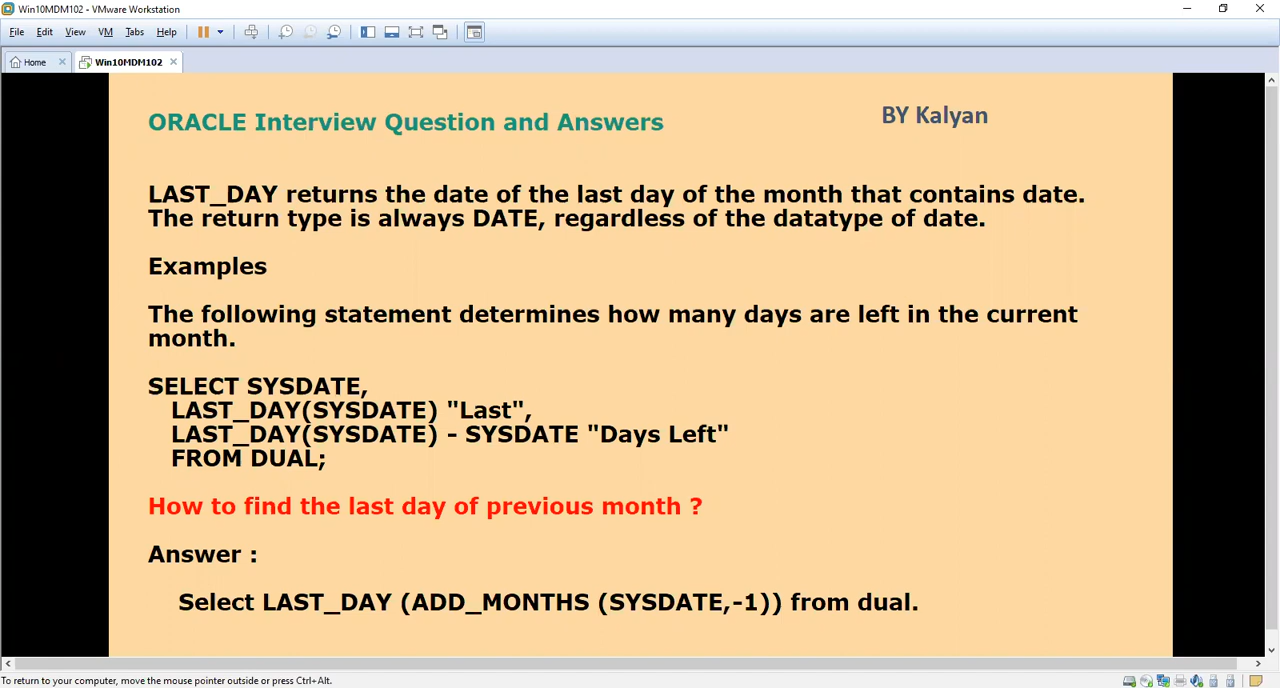 Win10MDM102 - VMware Workstation
File Edit View VM Tabs Help
Home Win10MDM102
ORACLE Interview Question and Answers
BY Kalyan
LAST_DAY returns the date of the last day of the month that contains date.
The return type is always DATE, regardless of the datatype of date.
Examples
The following statement determines how many days are left in the current
month.
SELECT SYSDATE,
LAST_DAY(SYSDATE) "Last",
LAST_DAY(SYSDATE) - SYSDATE "Days Left"
FROM DUAL;
How to find the last day of previous month ?
Answer :
Select LAST_DAY (ADD_MONTHS (SYSDATE,-1)) from dual.
To return to your computer, move the mouse pointer outside or press Ctrl+Alt.